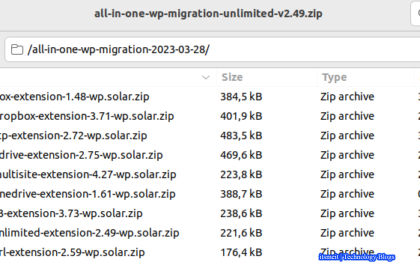 all-in-one-wp-migration-unlimited-v2.49.zip
/all-in-one-wp-migration-2023-03-28/
Size Type
ox-extension-1.48-wp.solar.zip 384,5 kB Zip archive
ropbox-extension-3.71-wp.solar.zip 401,9 kB Zip archive
tp-extension-2.72-wp.solar.zip 483,5 kB Zip archive
drive-extension-2.75-wp.solar.zip 469,6 kB Zip archive
nultisite-extension-4.27-wp.solar.zip 223,8 kB Zip archive
nedrive-extension-1.61-wp.solar.zip 388,7 kB Zip archive
3-extension-3.73-wp.solar.zip 238,6 kB Zip archive
nlimited-extension-2.49-wp.solar.zip 221,6 kB Zip archive
rl-extension-2.59-wp.solar.zip 176,4 kB Zip archive
Technology Blogs